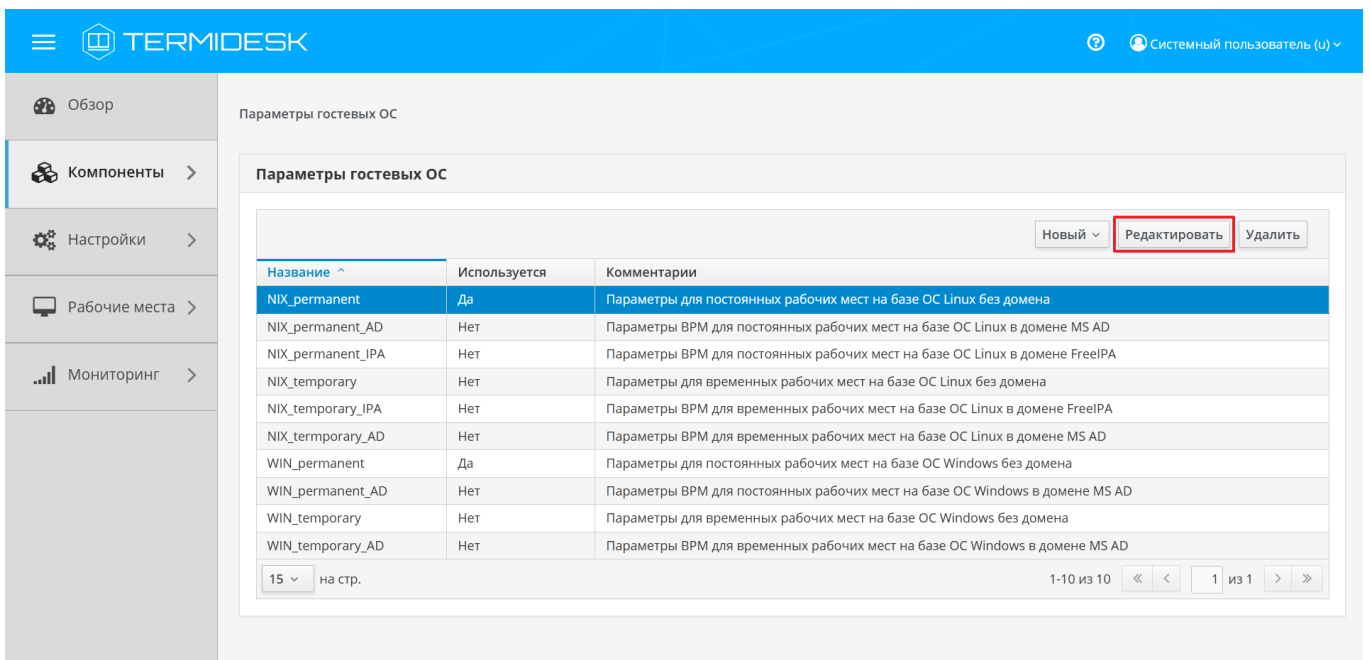 TERMIDESK
Системный пользователь (u)
Обзор
Компоненты
Настройки
Рабочие места
Мониторинг
Параметры гостевых ОС
Параметры гостевых ОС
Новый Редактировать Удалить
Название Используется Комментарии
NIX_permanent Да Параметры для постоянных рабочих мест на базе ОС Linux без домена
NIX_permanent_AD Нет Параметры ВРМ для постоянных рабочих мест на базе ОС Linux в домене MS AD
NIX_permanent_IPA Нет Параметры ВРМ для постоянных рабочих мест на базе ОС Linux в домене FreeIPA
NIX_temporary Нет Параметры для временных рабочих мест на базе ОС Linux без домена
NIX_temporary_IPA Нет Параметры ВРМ для временных рабочих мест на базе ОС Linux в домене FreeIPA
NIX_termporary_AD Нет Параметры ВРМ для временных рабочих мест на базе ОС Linux в домене MS AD
WIN_permanent Да Параметры для постоянных рабочих мест на базе ОС Windows без домена
WIN_permanent_AD Нет Параметры ВРМ для постоянных рабочих мест на базе ОС Windows в домене MS AD
WIN_temporary Нет Параметры для временных рабочих мест на базе ОС Windows без домена
WIN_temporary_AD Нет Параметры ВРМ для временных рабочих мест на базе ОС Windows в домене MS AD
15 на стр. 1-10 из 10 1 из 1